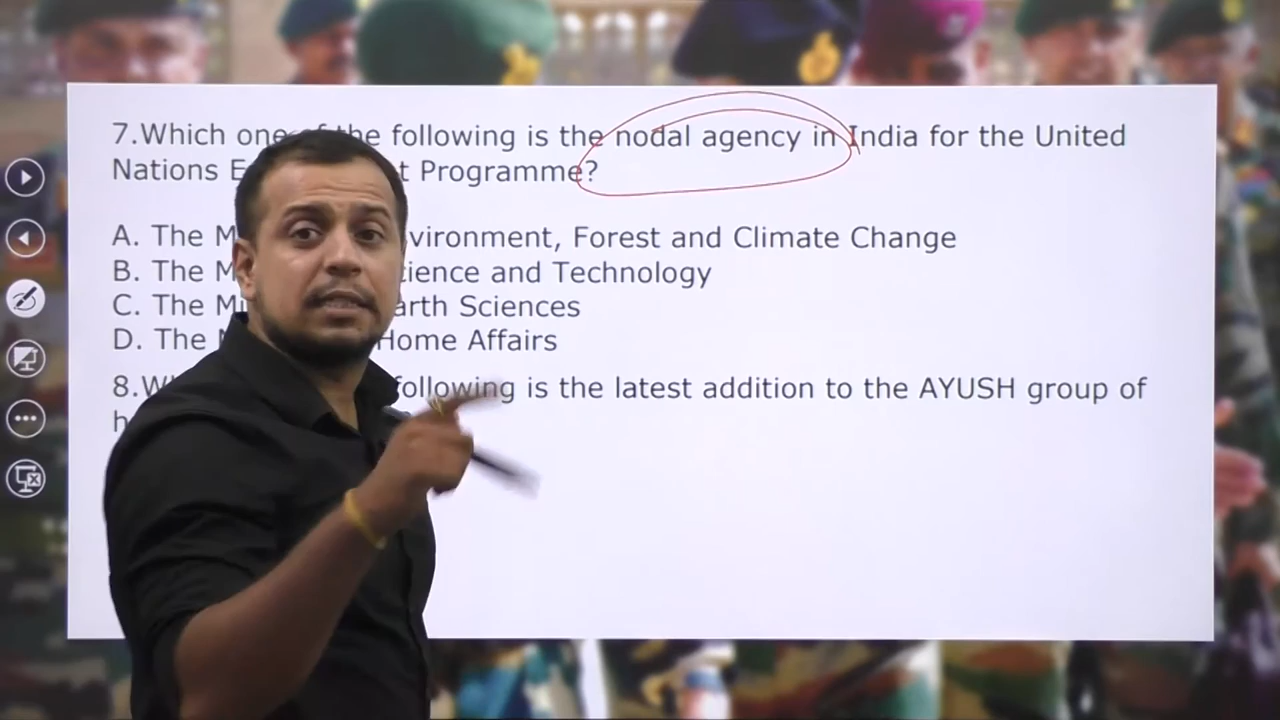 7.Which one of the following is the nodal agency in India for the United
Nations E t Programme?
A. The M vironment, Forest and Climate Change
B. The M ience and Technology
C. The Mi arth Sciences
D. The Home Affairs
8.W following is the latest addition to the AYUSH group of
h